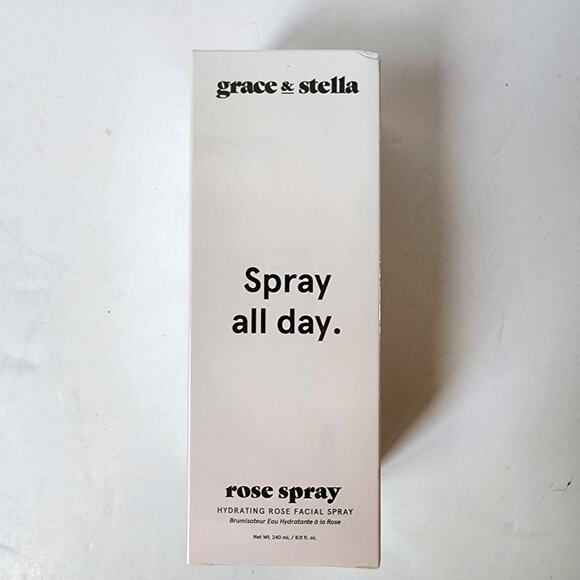 grace & stella
Spray
all day.
rose spray
HYDRATING ROSE FACIAL SPRAY
Brumisateur Eau Hydratante à la Rose
Net Wt. 240 mL / 8.11 fl. oz.